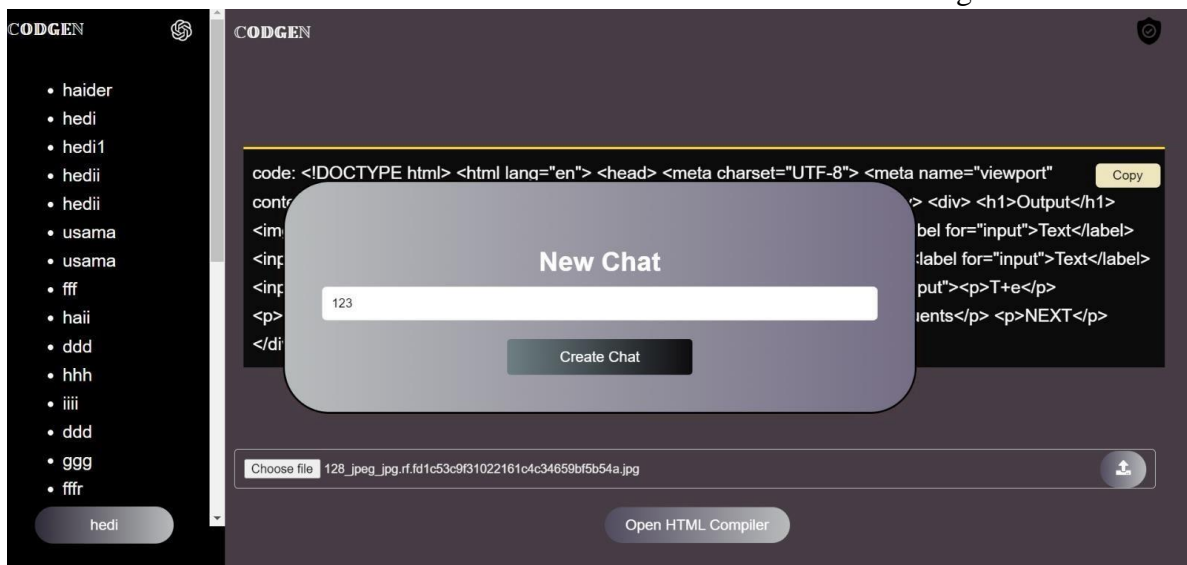 CODGEN
haider
hedi
hedi1
hedii
hedii
usama
usama
fff
haii
ddd
hhh
iiii
ddd
ggg
fffr
hedi
CODGEN
code: <!DOCTYPE html> <html lang="en"> <head> <meta charset="UTF-8"> <meta name="viewport"
Copy
> <div> <h1>Output</h1>
for="input">Text</label>
<label for="input">Text</label>
<p>T+e</p>
<p> </p> <p>NEXT</p>
New Chat
123
Create Chat
Choose file 128_jpeg_jpg.rf.fd1c53c9f31022161c4c34659bf5b54a.jpg
Open HTML Compiler